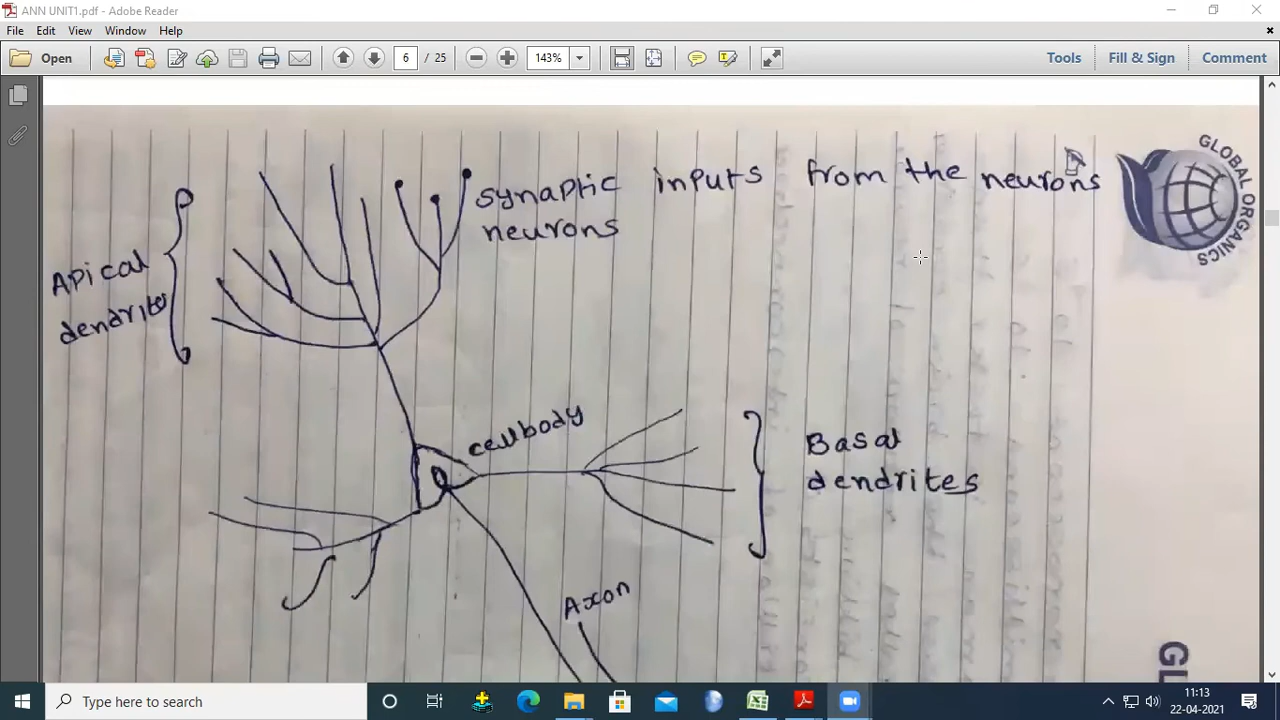 ANN UNIT1.pdf - Adobe Reader
File Edit View Window Help
Open 6 / 25 143% Tools Fill & Sign Comment
synaptic inputs from the neurons
neurons
Apical
dendrites
GLOBAL ORGANICS
cellbody
Basal
dendrites
Axon
GL
Type here to search
11:13
22-04-2021